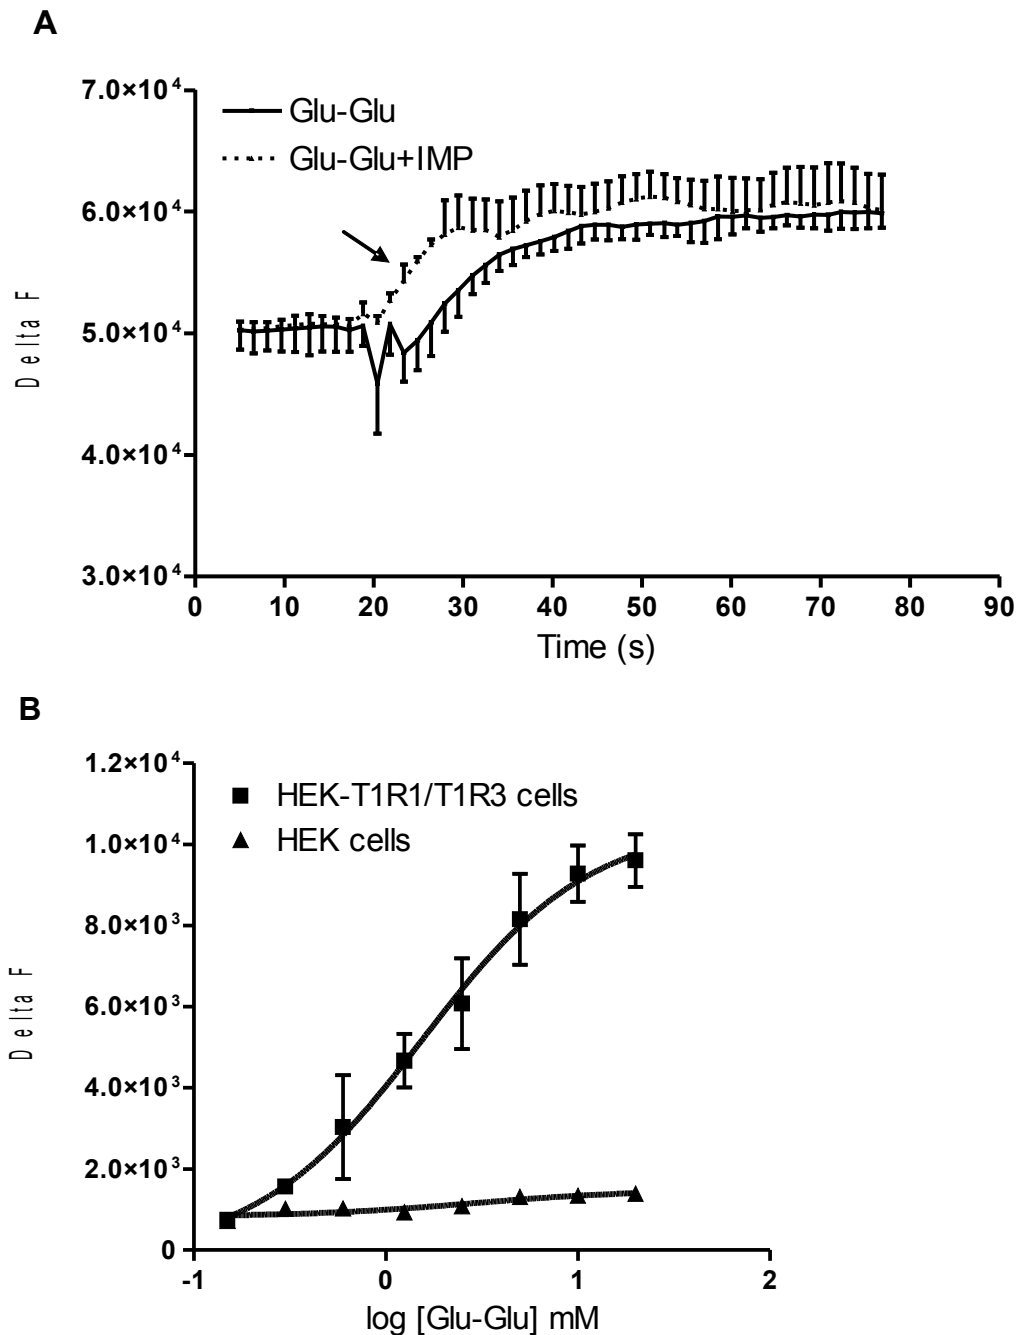 A
7.0×10⁴
Glu-Glu
Glu-Glu+IMP
6.0×10⁴
5.0×10⁴
4.0×10⁴
3.0×10⁴
Delta F
0 10 20 30 40 50 60 70 80 90
Time (s)
B
1.2×10⁴
HEK-T1R1/T1R3 cells
HEK cells
1.0×10⁴
8.0×10³
6.0×10³
4.0×10³
2.0×10³
0
Delta F
-1 0 1 2
log [Glu-Glu] mM